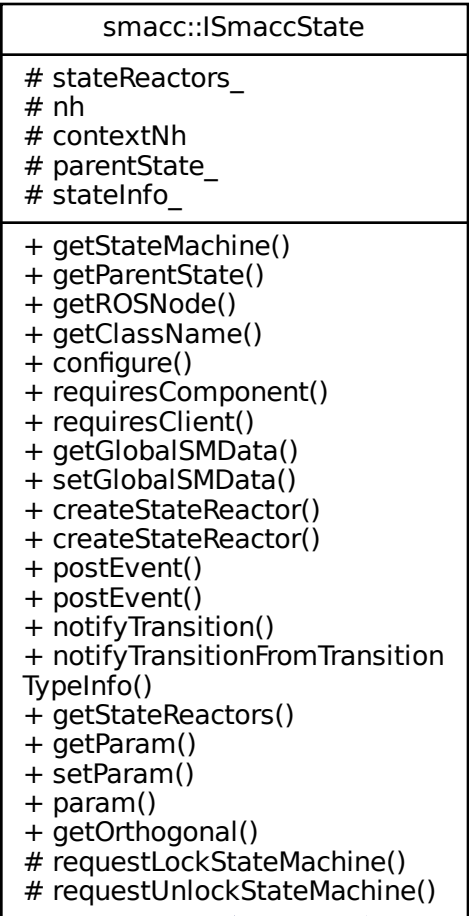 smacc::ISmaccState
# stateReactors_
# nh
# contextNh
# parentState_
# stateInfo_
+ getStateMachine()
+ getParentState()
+ getROSNode()
+ getClassName()
+ configure()
+ requiresComponent()
+ requiresClient()
+ getGlobalSMData()
+ setGlobalSMData()
+ createStateReactor()
+ createStateReactor()
+ postEvent()
+ postEvent()
+ notifyTransition()
+ notifyTransitionFromTransition
TypeInfo()
+ getStateReactors()
+ getParam()
+ setParam()
+ param()
+ getOrthogonal()
# requestLockStateMachine()
# requestUnlockStateMachine()